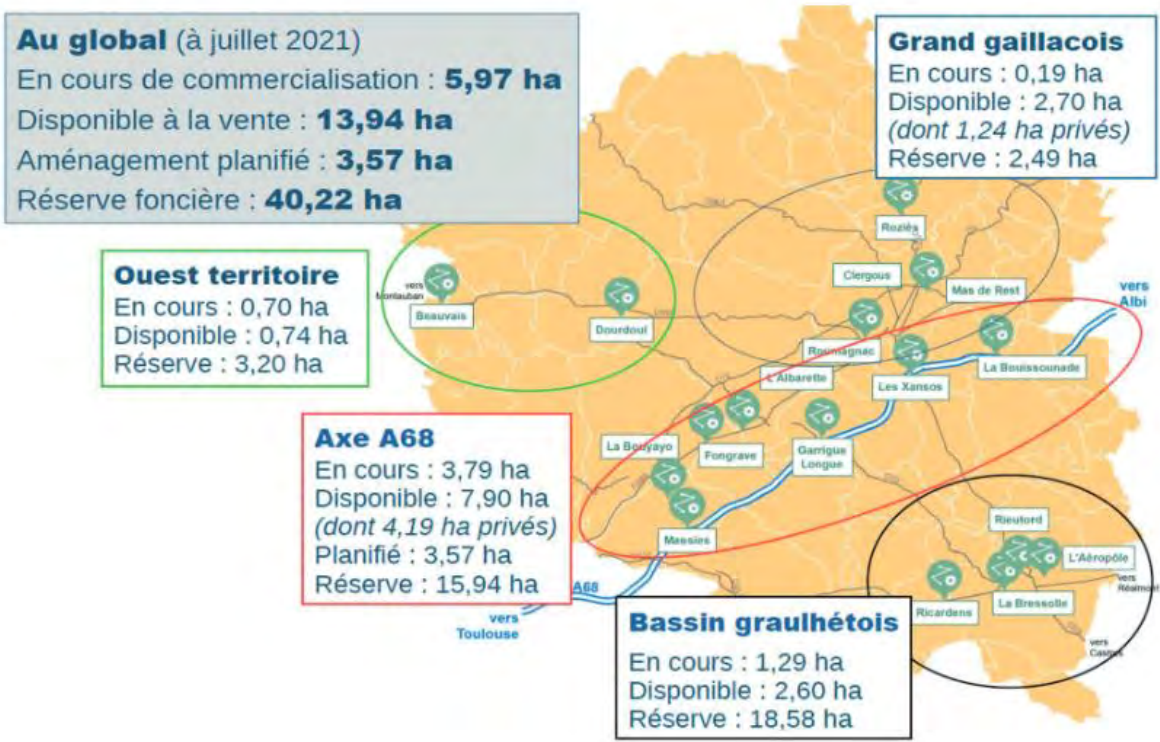 Au global (à juillet 2021)
En cours de commercialisation : 5,97 ha
Disponible à la vente : 13,94 ha
Aménagement planifié : 3,57 ha
Réserve foncière : 40,22 ha
Grand gaillacois
En cours : 0,19 ha
Disponible : 2,70 ha
(dont 1,24 ha privés)
Réserve : 2,49 ha
Ouest territoire
En cours : 0,70 ha
Disponible : 0,74 ha
Réserve : 3,20 ha
vers
Montauban
Beauvais
Dourdoul
Roziès
Clergous
Mas de Rest
vers
Albi
Roumagnac
La Bouissounade
L'Albarette
Les Xansos
Axe A68
En cours : 3,79 ha
Disponible : 7,90 ha
(dont 4,19 ha privés)
Planifié : 3,57 ha
Réserve : 15,94 ha
La Bouyayo
Fongrave
Garrigue
Longue
Massies
A68
vers
Toulouse
Rieutord
L'Aéropôle
vers
Réalmont
Ricardens
La Bressolle
vers
Castres
Bassin graulhétois
En cours : 1,29 ha
Disponible : 2,60 ha
Réserve : 18,58 ha